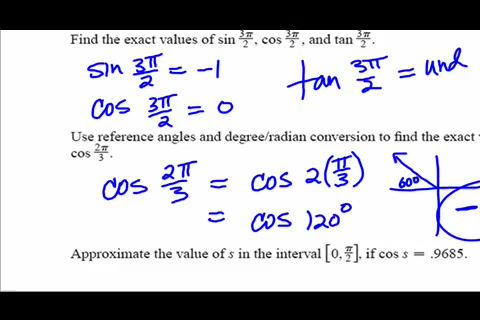 Find the exact values of sin 3π/2, cos 3π/2, and tan 3π/2.
sin 3π/2 = -1
tan 3π/2 = und
cos 3π/2 = 0
Use reference angles and degree/radian conversion to find the exact
cos 2π/3.
cos 2π/3 = cos 2(π/3)
60°
= cos 120°
Approximate the value of s in the interval [0, π/2], if cos s = .9685.